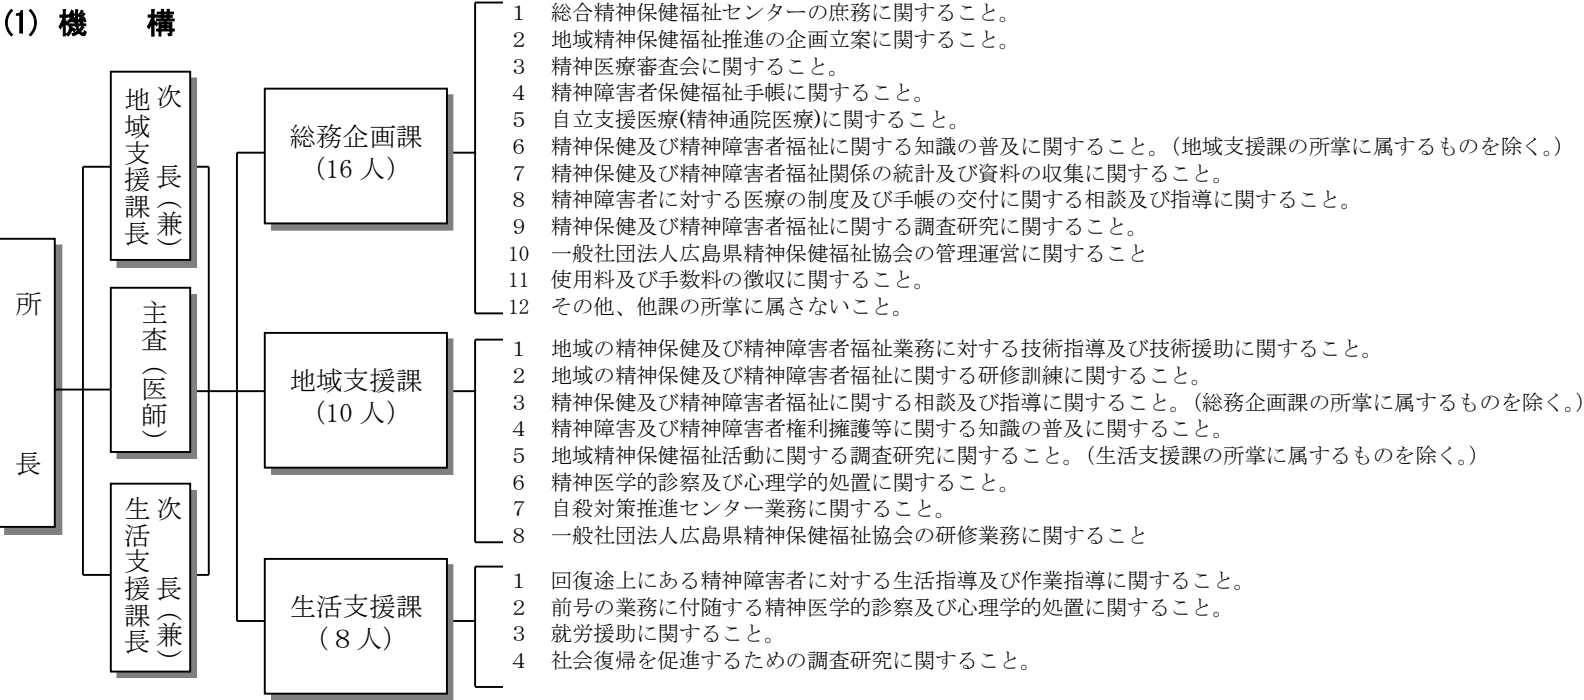 (1) 機　　構
所　　長
次　長（兼）
地域支援課長
主査（医師）
次　長（兼）
生活支援課長
総務企画課
(16 人)
1　総合精神保健福祉センターの庶務に関すること。
2　地域精神保健福祉推進の企画立案に関すること。
3　精神医療審査会に関すること。
4　精神障害者保健福祉手帳に関すること。
5　自立支援医療(精神通院医療)に関すること。
6　精神保健及び精神障害者福祉に関する知識の普及に関すること。（地域支援課の所掌に属するものを除く。）
7　精神保健及び精神障害者福祉関係の統計及び資料の収集に関すること。
8　精神障害者に対する医療の制度及び手帳の交付に関する相談及び指導に関すること。
9　精神保健及び精神障害者福祉に関する調査研究に関すること。
10　一般社団法人広島県精神保健福祉協会の管理運営に関すること
11　使用料及び手数料の徴収に関すること。
12　その他、他課の所掌に属さないこと。
地域支援課
(10 人)
1　地域の精神保健及び精神障害者福祉業務に対する技術指導及び技術援助に関すること。
2　地域の精神保健及び精神障害者福祉に関する研修訓練に関すること。
3　精神保健及び精神障害者福祉に関する相談及び指導に関すること。（総務企画課の所掌に属するものを除く。）
4　精神障害及び精神障害者権利擁護等に関する知識の普及に関すること。
5　地域精神保健福祉活動に関する調査研究に関すること。（生活支援課の所掌に属するものを除く。）
6　精神医学的診察及び心理学的処置に関すること。
7　自殺対策推進センター業務に関すること。
8　一般社団法人広島県精神保健福祉協会の研修業務に関すること
生活支援課
(８人)
1　回復途上にある精神障害者に対する生活指導及び作業指導に関すること。
2　前号の業務に付随する精神医学的診察及び心理学的処置に関すること。
3　就労援助に関すること。
4　社会復帰を促進するための調査研究に関すること。